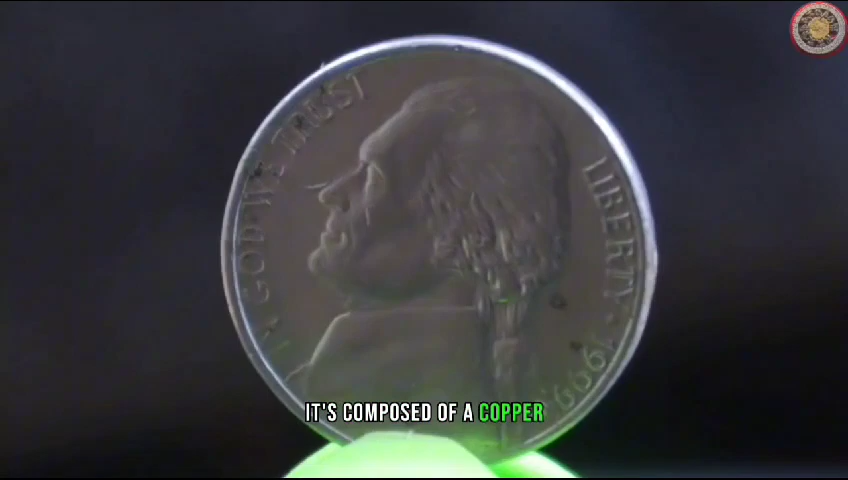 IN GOD WE TRUST
LIBERTY
1999
IT'S COMPOSED OF A COPPER